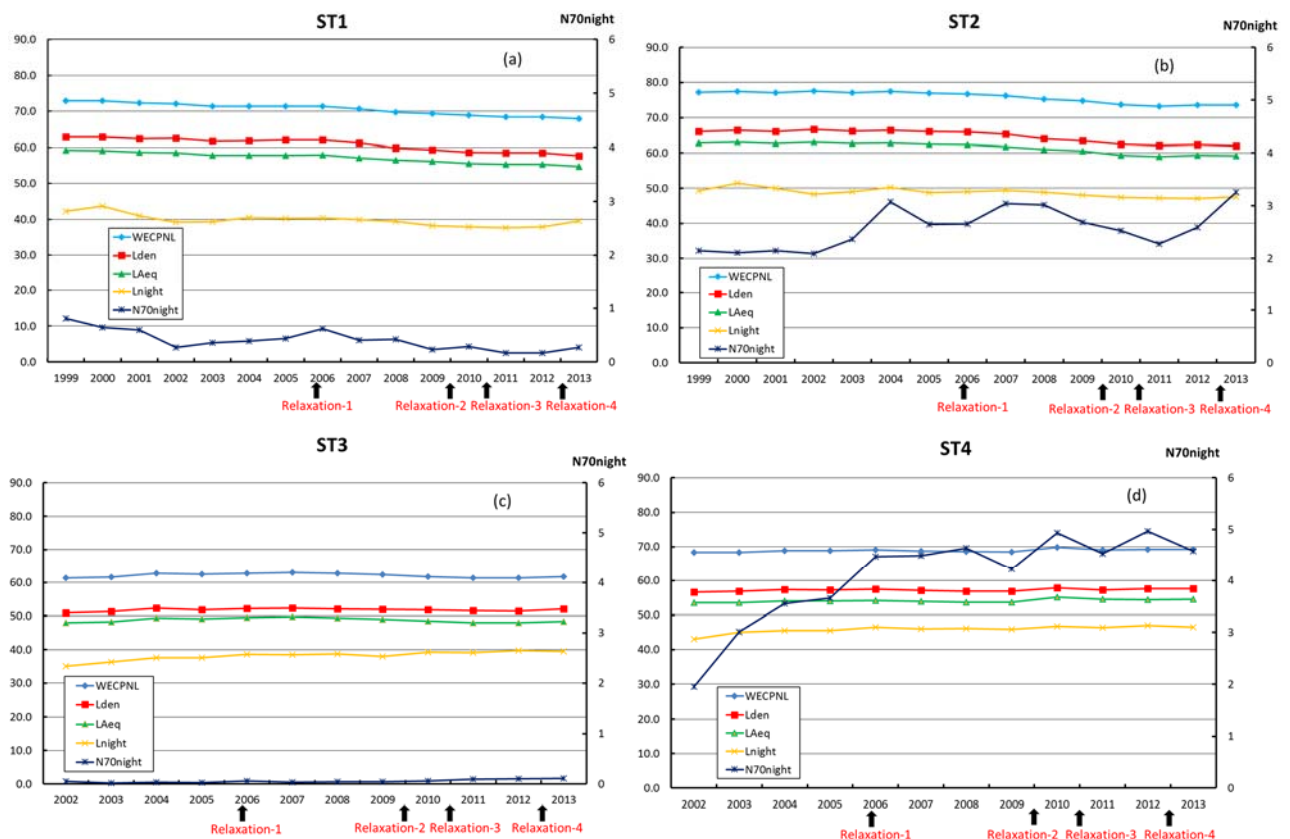 ST1
N70night
(a)
90.0
80.0
70.0
60.0
50.0
40.0
30.0
20.0
10.0
0.0
6
5
4
3
2
1
0
WECPNL
Lden
LAeq
Lnight
N70night
1999 2000 2001 2002 2003 2004 2005 2006 2007 2008 2009 2010 2011 2012 2013
Relaxation-1 Relaxation-2 Relaxation-3 Relaxation-4
ST2
N70night
(b)
90.0
80.0
70.0
60.0
50.0
40.0
30.0
20.0
10.0
0.0
6
5
4
3
2
1
0
WECPNL
Lden
LAeq
Lnight
N70night
1999 2000 2001 2002 2003 2004 2005 2006 2007 2008 2009 2010 2011 2012 2013
Relaxation-1 Relaxation-2 Relaxation-3 Relaxation-4
ST3
N70night
(c)
90.0
80.0
70.0
60.0
50.0
40.0
30.0
20.0
10.0
0.0
6
5
4
3
2
1
0
WECPNL
Lden
LAeq
Lnight
N70night
2002 2003 2004 2005 2006 2007 2008 2009 2010 2011 2012 2013
Relaxation-1 Relaxation-2 Relaxation-3 Relaxation-4
ST4
N70night
(d)
90.0
80.0
70.0
60.0
50.0
40.0
30.0
20.0
10.0
0.0
6
5
4
3
2
1
0
WECPNL
Lden
LAeq
Lnight
N70night
2002 2003 2004 2005 2006 2007 2008 2009 2010 2011 2012 2013
Relaxation-1 Relaxation-2 Relaxation-3 Relaxation-4